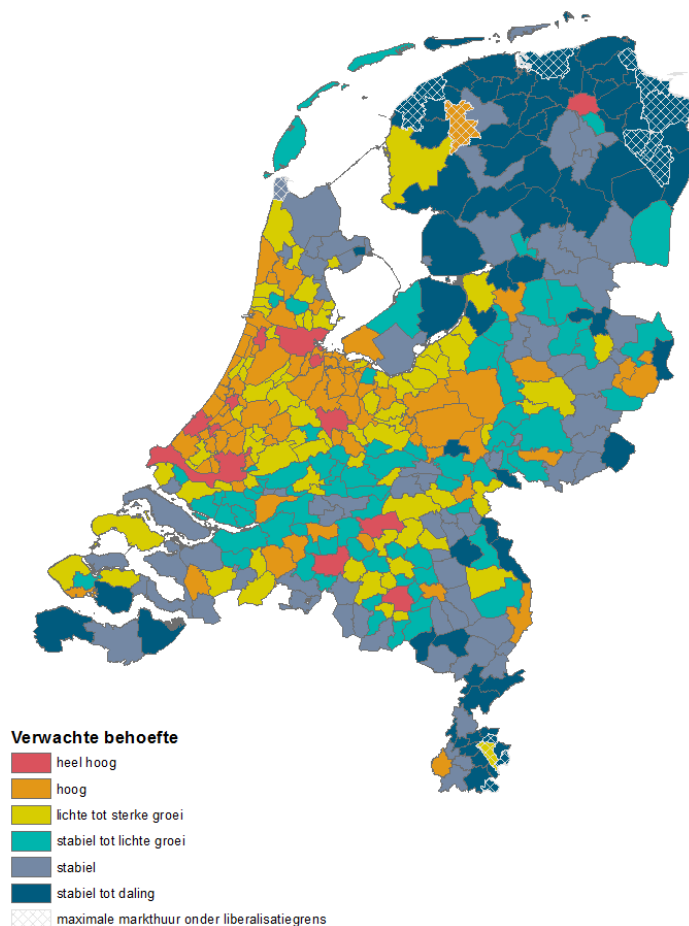 Verwachte behoefte
heel hoog
hoog
lichte tot sterke groei
stabiel tot lichte groei
stabiel
stabiel tot daling
maximale markthuur onder liberalisatiegrens